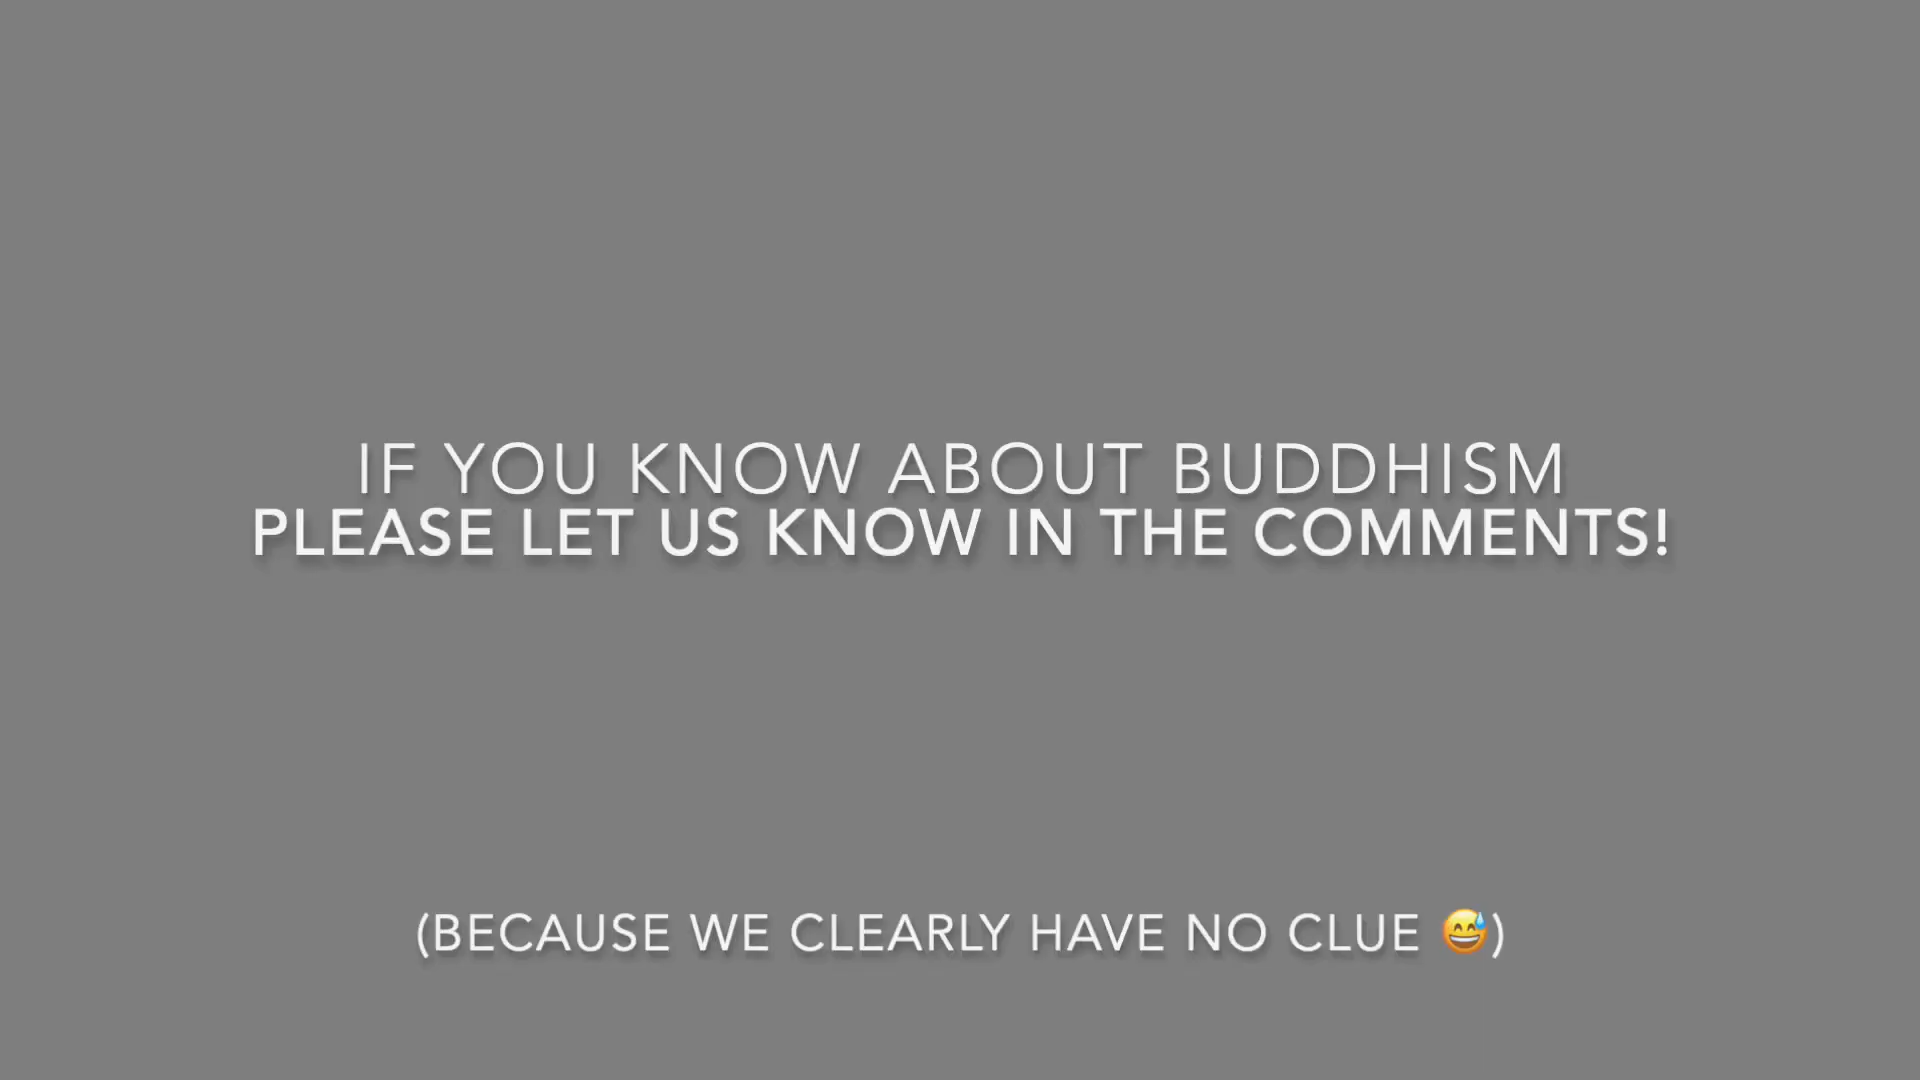 IF YOU KNOW ABOUT BUDDHISM
PLEASE LET US KNOW IN THE COMMENTS!
(BECAUSE WE CLEARLY HAVE NO CLUE 😅)